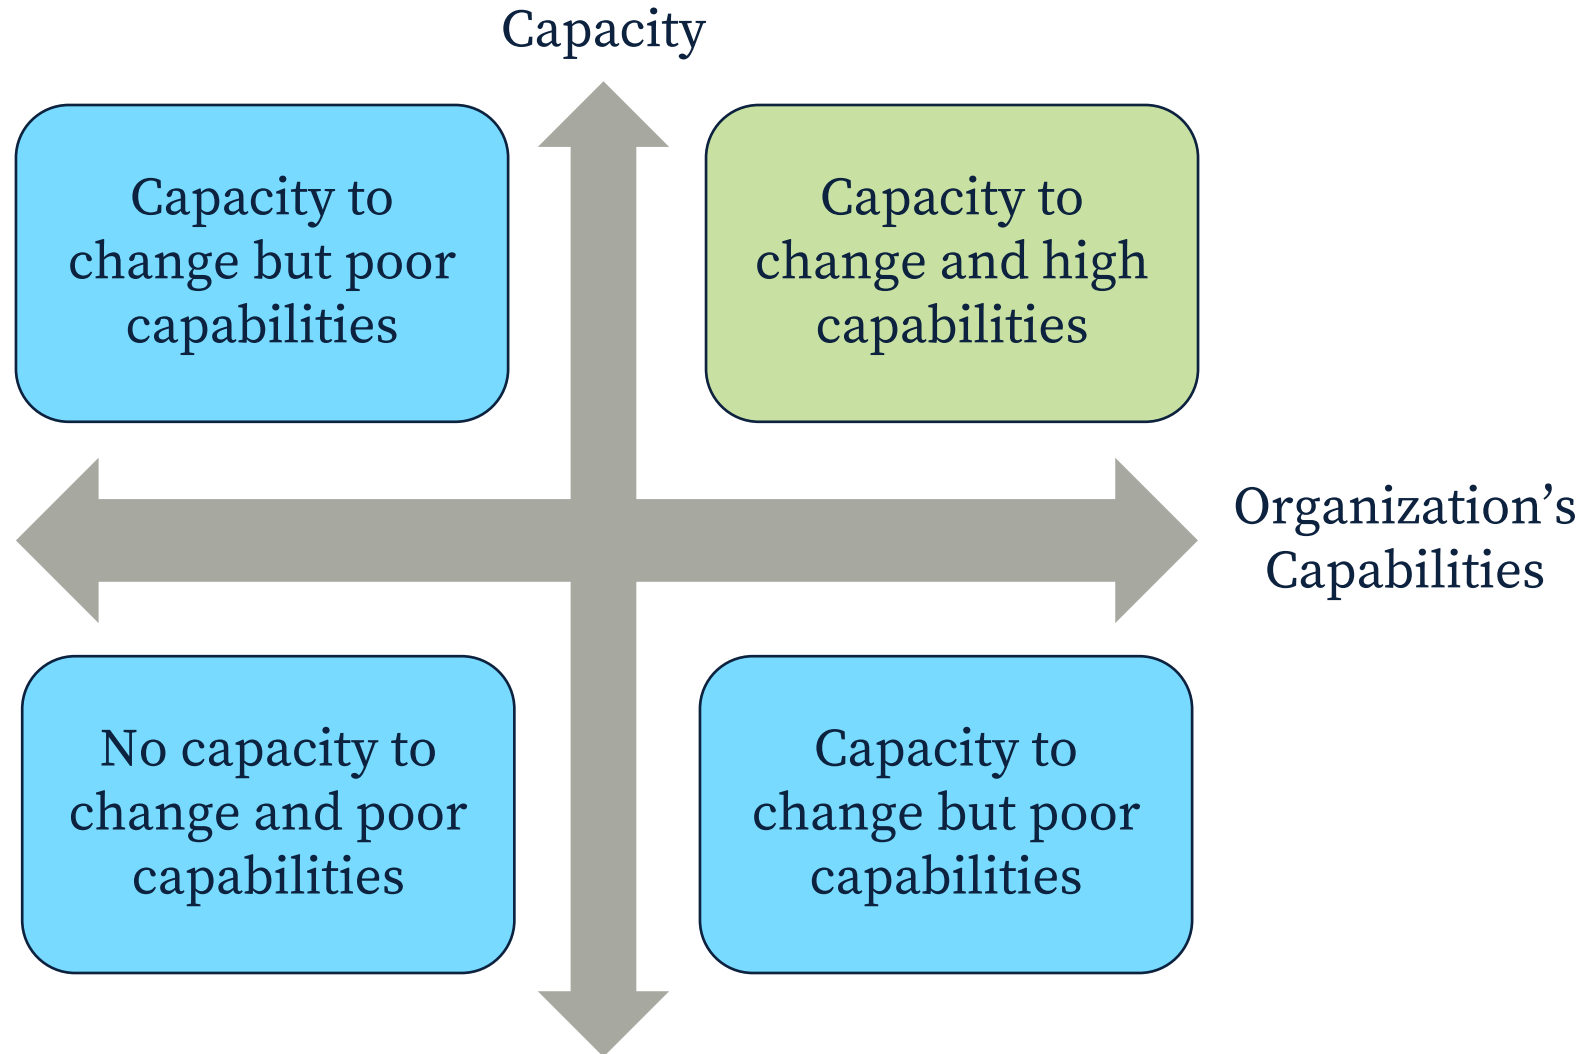 Capacity
Capacity to
change but poor
capabilities
Capacity to
change and high
capabilities
Organization’s
Capabilities
No capacity to
change and poor
capabilities
Capacity to
change but poor
capabilities